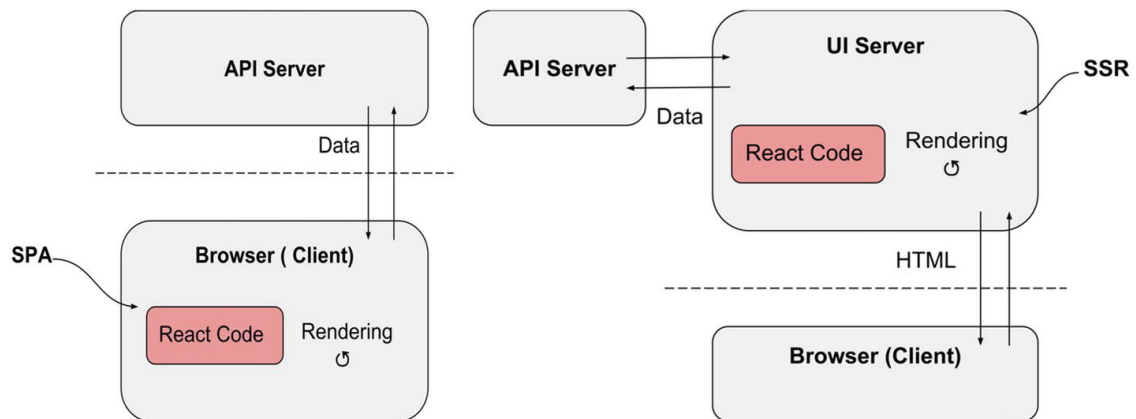 API Server
Data
SPA
Browser ( Client)
React Code
Rendering
API Server
Data
UI Server
SSR
React Code
Rendering
HTML
Browser (Client)